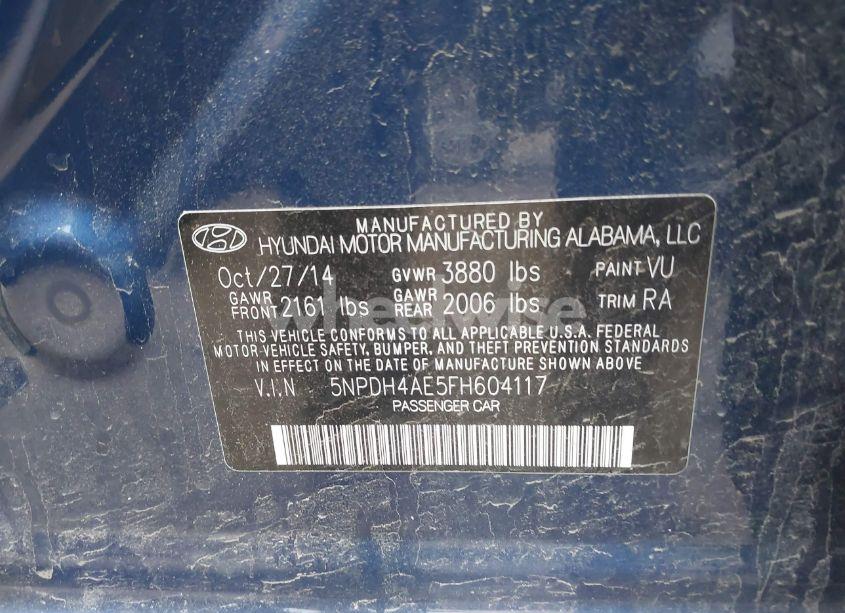 MANUFACTURED BY
HYUNDAI MOTOR MANUFACTURING ALABAMA, LLC
Oct/27/14 GVWR 3880 lbs PAINT VU
GAWR FRONT 2161 lbs GAWR REAR 2006 lbs TRIM RA
THIS VEHICLE CONFORMS TO ALL APPLICABLE U.S.A. FEDERAL
MOTOR-VEHICLE SAFETY, BUMPER, AND THEFT PREVENTION STANDARDS
IN EFFECT ON THE DATE OF MANUFACTURE SHOWN ABOVE
V.I.N 5NPDH4AE5FH604117
PASSENGER CAR